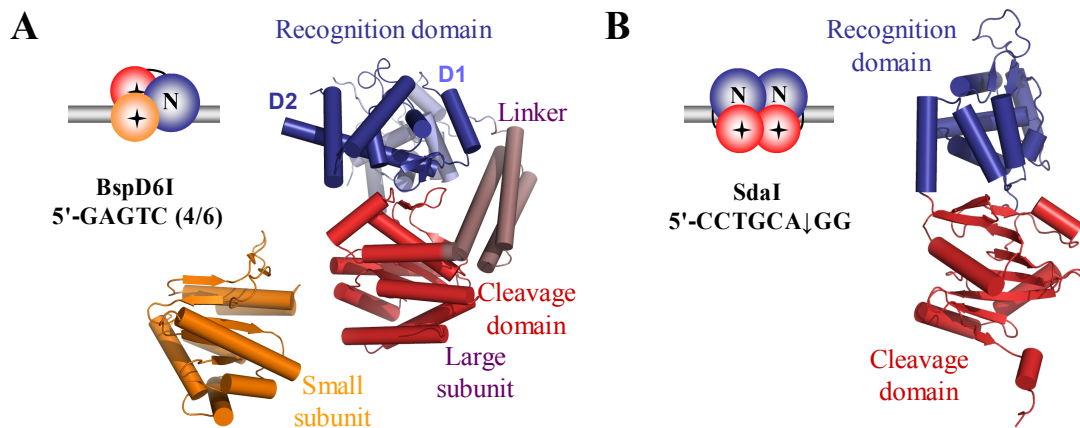 A
Recognition domain
D1
D2
N
Linker
BspD6I
5'-GAGTC (4/6)
Cleavage
domain
Large
subunit
Small
subunit
B
Recognition
domain
N N
SdaI
5'-CCTGCA↓GG
Cleavage
domain